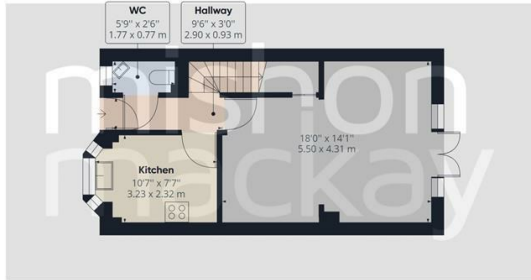 WC
5'9" x 2'6"
1.77 x 0.77 m
Hallway
9'6" x 3'0"
2.90 x 0.93 m
mishon
mackay
18'0" x 14'1"
5.50 x 4.31 m
Kitchen
10'7" x 7'7"
3.23 x 2.32 m